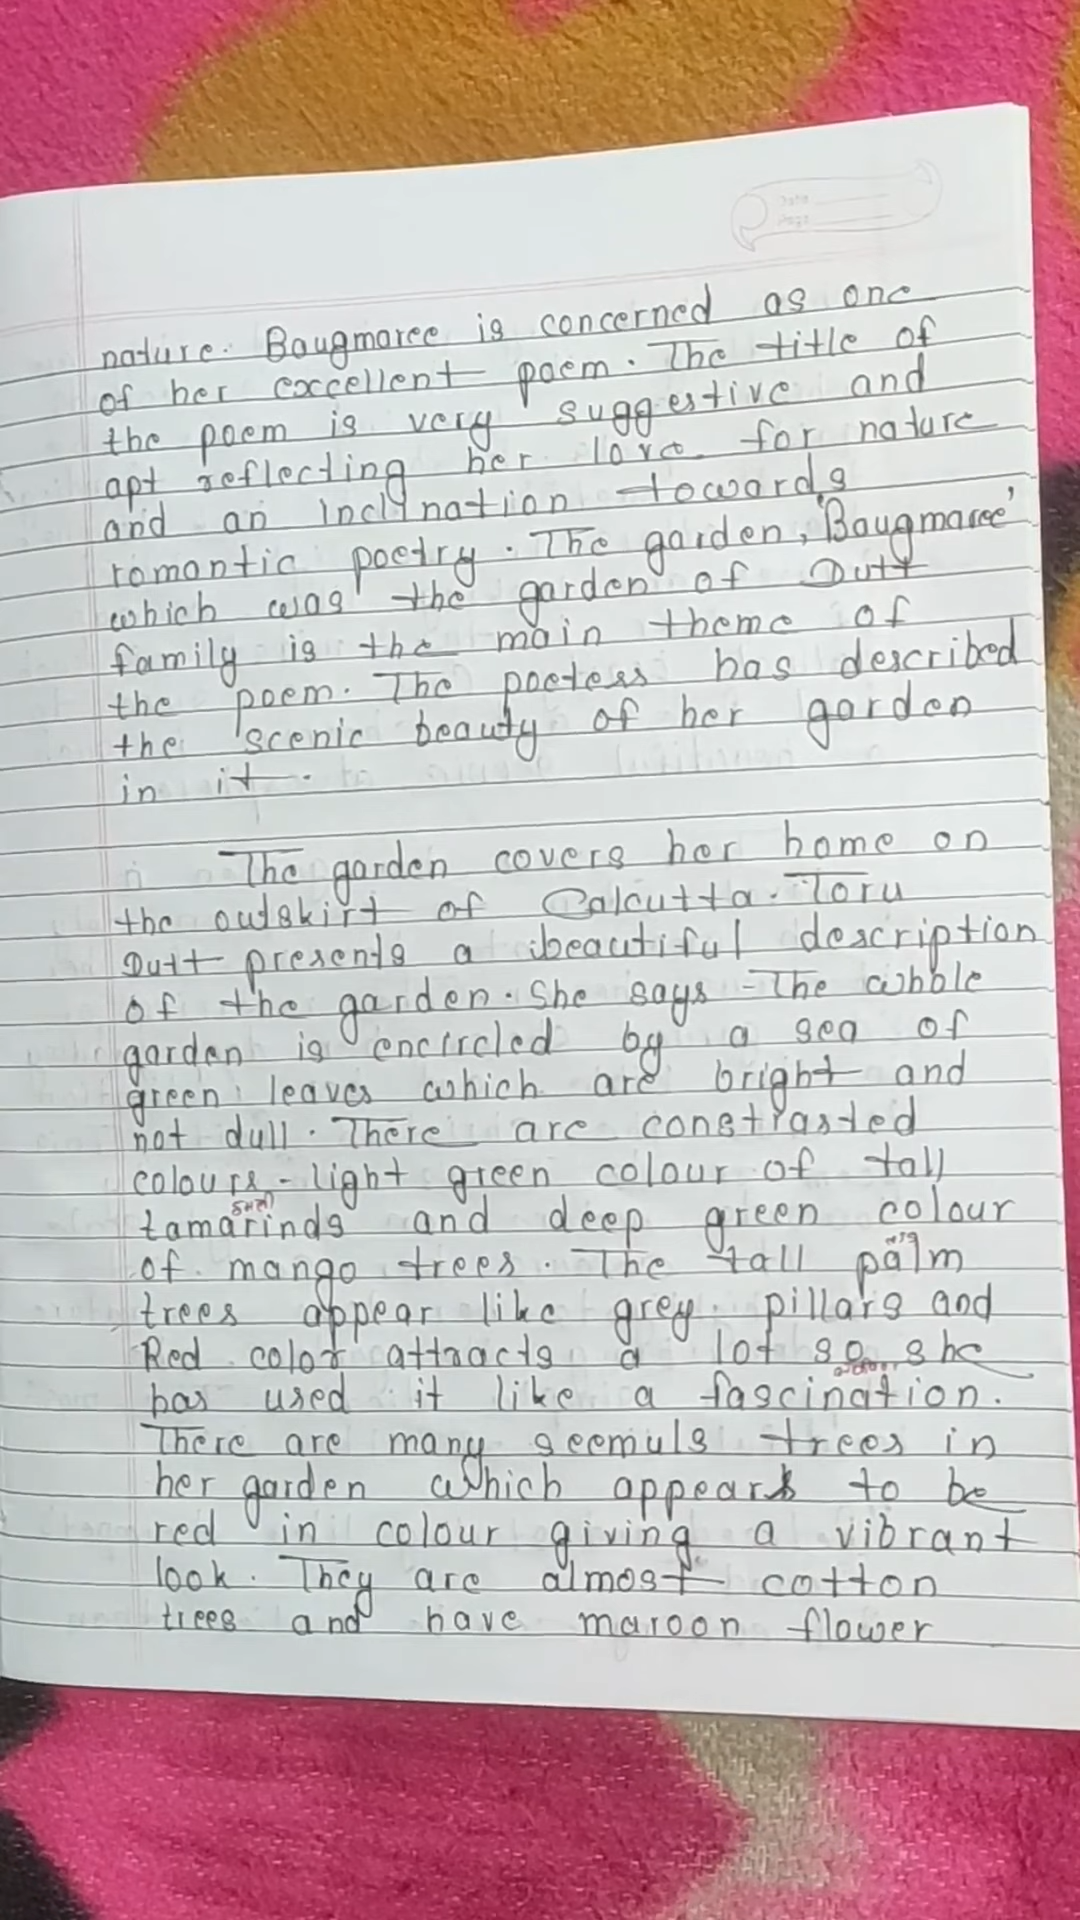 nature. Baugmaree is concerned as one
of her excellent poem. The title of
the poem is very suggestive and
apt reflecting her love for nature
and an inclination towards
romantic poetry. The garden, 'Baugmaree'
which was the garden of Dutt
family is the main theme of
the poem. The poetess has described
the scenic beauty of her garden
in it.
The garden covers her home on
the outskirt of Calcutta. Toru
Dutt presents a beautiful description
of the garden. She says - The whole
garden is encircled by a sea of
green leaves which are bright and
not dull. There are constrasted
colours - light green colour of tall
इमली
tamarinds and deep green colour
of mango trees. The tall palm
trees appear like grey pillars and
Red color attracts a lot so she
has used it like a fascination.
There are many seemuls trees in
her garden which appears to be
red in colour giving a vibrant
look. They are almost cotton
trees and have maroon flower